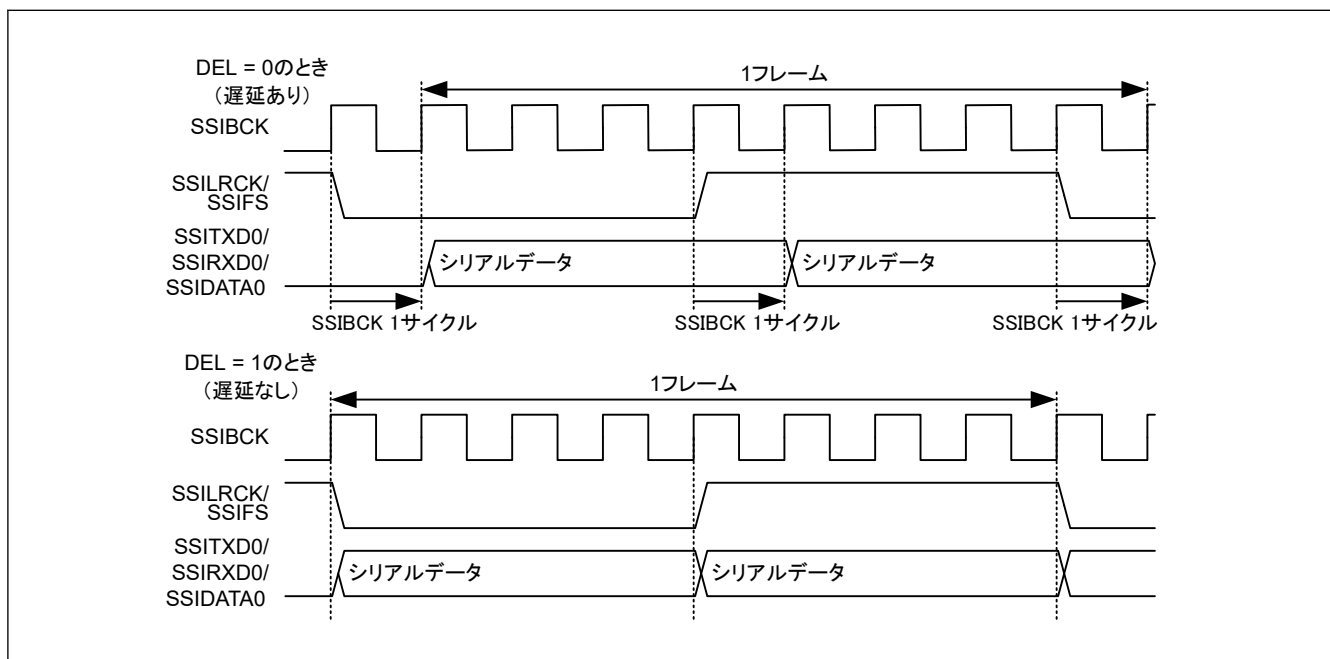 DEL = 0のとき
（遅延あり）
1フレーム
SSIBCK
SSILRCK/
SSIFS
SSITXD0/
SSIRXD0/
SSIDATA0
シリアルデータ
シリアルデータ
SSIBCK 1サイクル
SSIBCK 1サイクル
SSIBCK 1サイクル
DEL = 1のとき
（遅延なし）
1フレーム
SSIBCK
SSILRCK/
SSIFS
SSITXD0/
SSIRXD0/
SSIDATA0
シリアルデータ
シリアルデータ